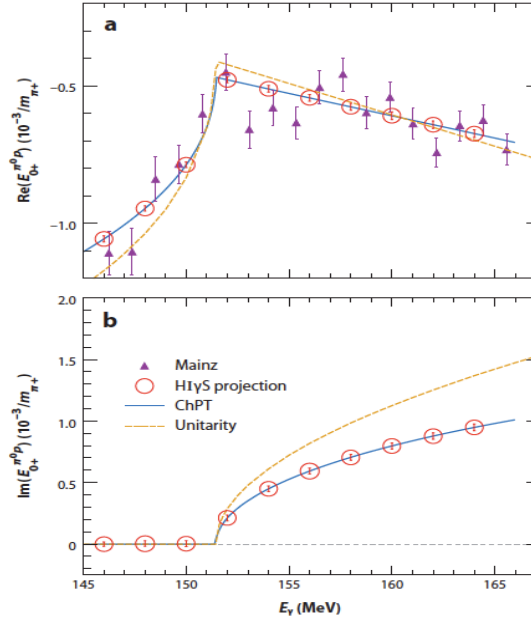 a
Re(E₀₊^π⁰p) (10⁻³/mπ+)
−0.5
−1.0
b
Im(E₀₊^π⁰p) (10⁻³/mπ+)
2.0
1.5
1.0
0.5
0
Mainz
HIγS projection
ChPT
Unitarity
145 150 155 160 165
Eγ (MeV)